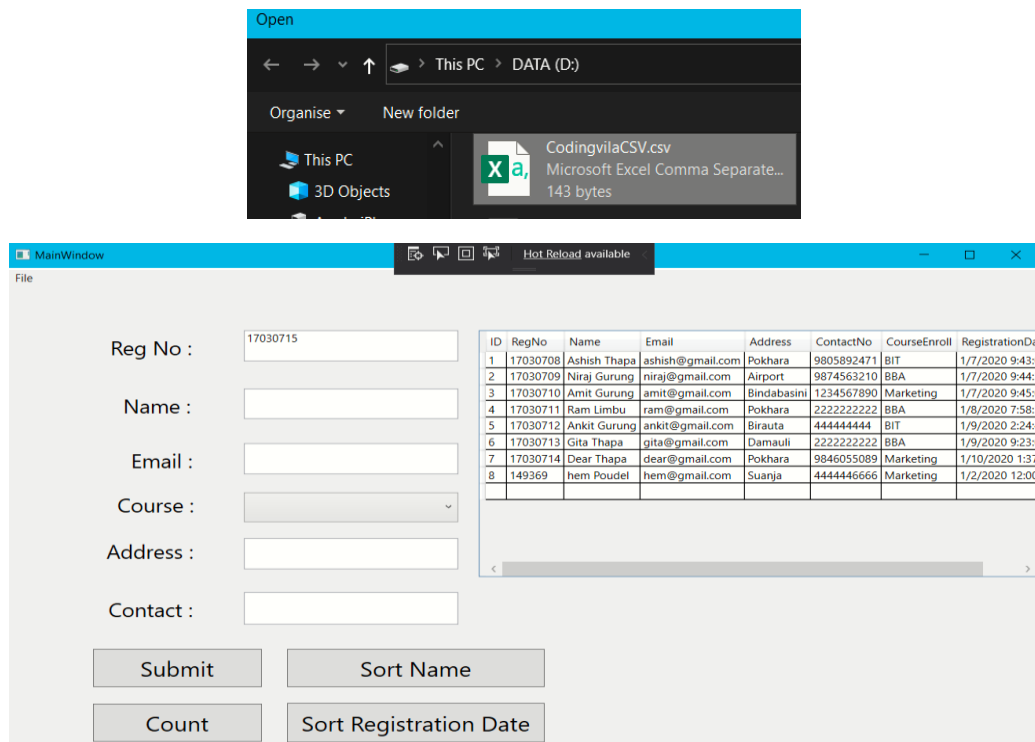 Open
This PC > DATA (D:)
Organise New folder
This PC
3D Objects
CodingvilaCSV.csv
Microsoft Excel Comma Separate...
143 bytes
MainWindow
Hot Reload available
File
Reg No : 17030715
Name :
Email :
Course :
Address :
Contact :
ID RegNo Name Email Address ContactNo CourseEnroll RegistrationDa
1 17030708 Ashish Thapa ashish@gmail.com Pokhara 9805892471 BIT 1/7/2020 9:43:
2 17030709 Niraj Gurung niraj@gmail.com Airport 9874563210 BBA 1/7/2020 9:44:
3 17030710 Amit Gurung amit@gmail.com Bindabasini 1234567890 Marketing 1/7/2020 9:45:
4 17030711 Ram Limbu ram@gmail.com Pokhara 2222222222 BBA 1/8/2020 7:58:
5 17030712 Ankit Gurung ankit@gmail.com Birauta 444444444 BIT 1/9/2020 2:24:
6 17030713 Gita Thapa gita@gmail.com Damauli 2222222222 BBA 1/9/2020 9:23:
7 17030714 Dear Thapa dear@gmail.com Pokhara 9846055089 Marketing 1/10/2020 1:37
8 149369 hem Poudel hem@gmail.com Suanja 4444446666 Marketing 1/2/2020 12:00
Submit Sort Name
Count Sort Registration Date